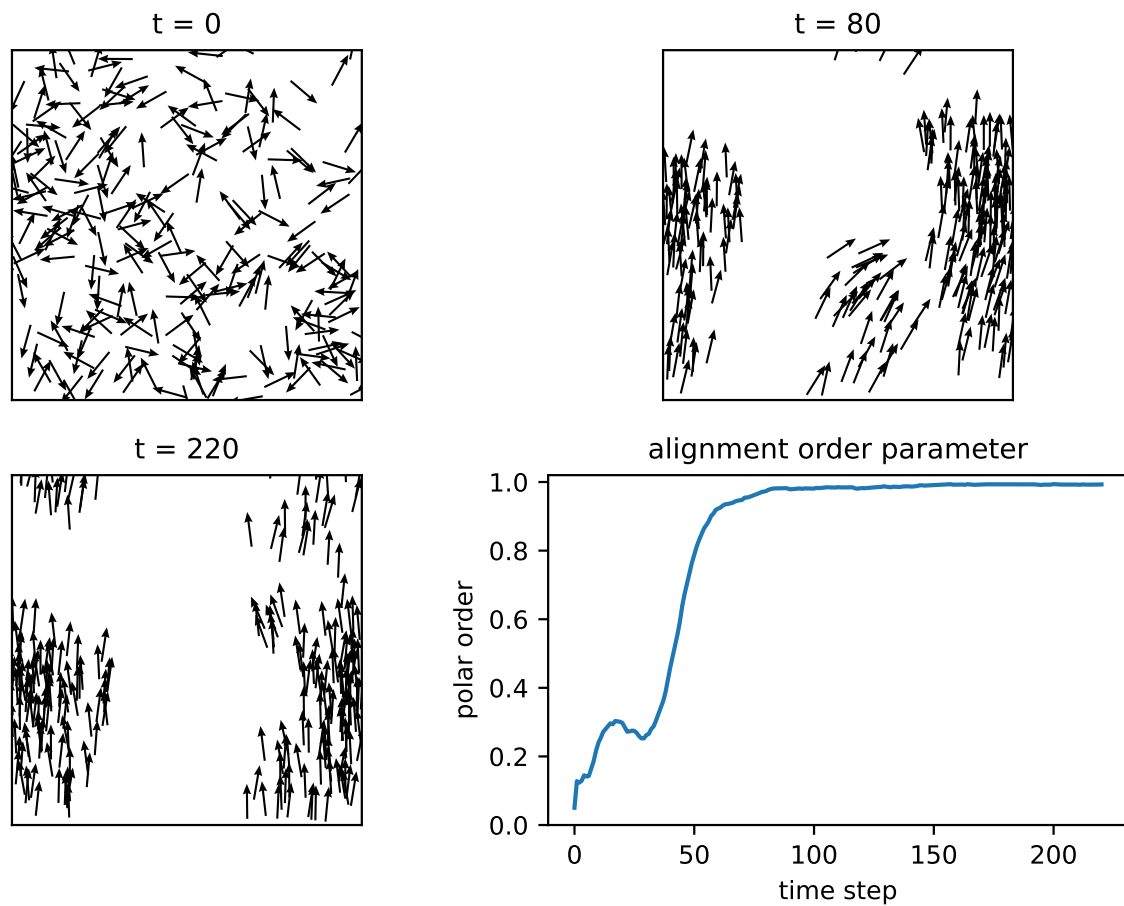 t = 0
t = 80
t = 220
alignment order parameter
polar order
1.0
0.8
0.6
0.4
0.2
0.0
0 50 100 150 200
time step